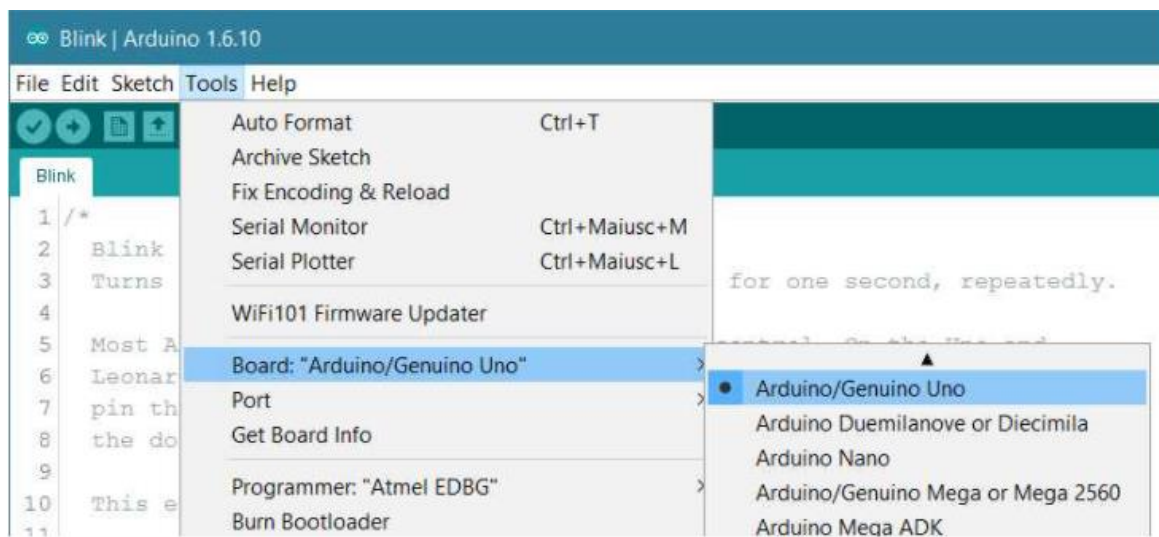 Blink | Arduino 1.6.10
File Edit Sketch Tools Help
Auto Format Ctrl+T
Archive Sketch
Blink
Fix Encoding & Reload
1 /*
Serial Monitor Ctrl+Maiusc+M
2 Blink
Serial Plotter Ctrl+Maiusc+L
3 Turns for one second, repeatedly.
4
WiFi101 Firmware Updater
5 Most A
Board: "Arduino/Genuino Uno"
6 Leonar
Arduino/Genuino Uno
Port
7 pin th
Arduino Duemilanove or Diecimila
Get Board Info
8 the do
Arduino Nano
9
Programmer: "Atmel EDBG"
Arduino/Genuino Mega or Mega 2560
10 This e
Burn Bootloader
Arduino Mega ADK